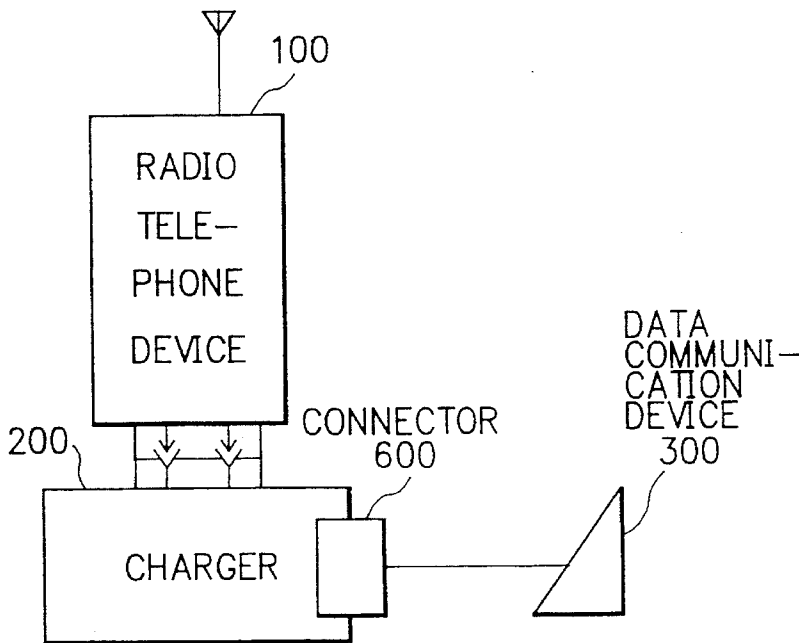 100
RADIO
TELE-
PHONE
DEVICE
200
CONNECTOR
600
DATA
COMMUNI-
CATION
DEVICE
300
CHARGER